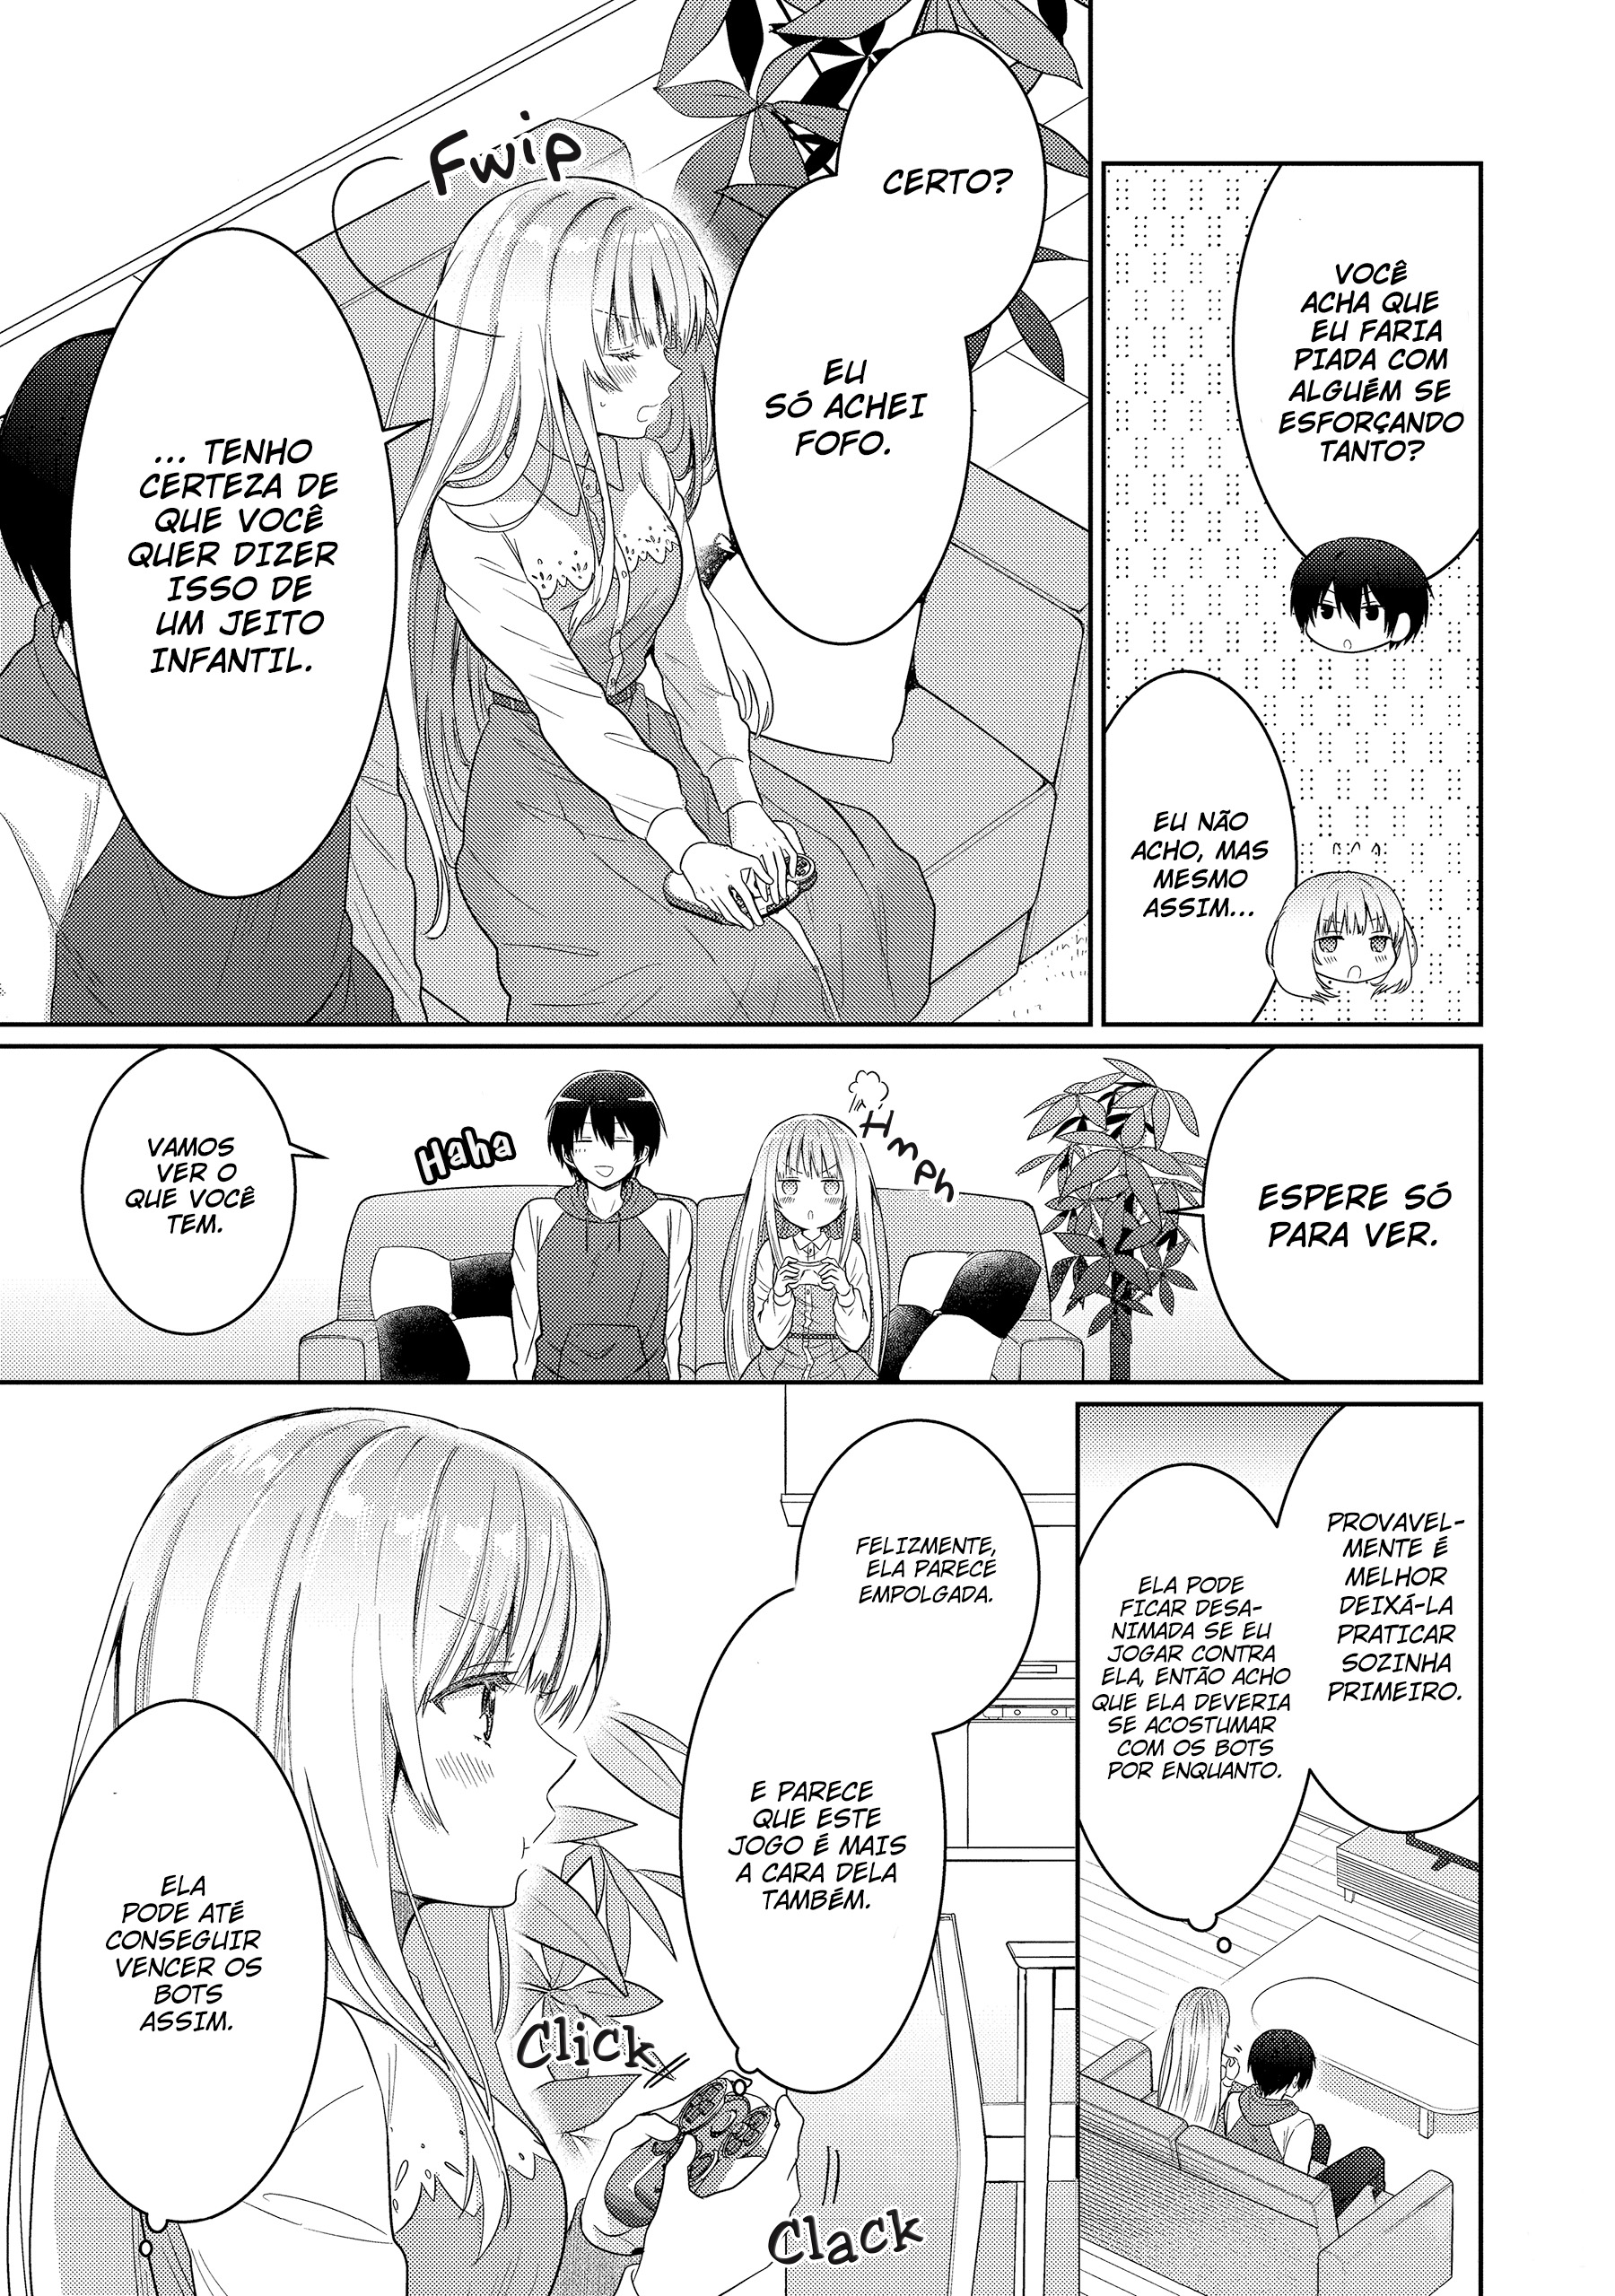 VOCÊ
ACHA QUE
EU FARIA
PIADA COM
ALGUÉM SE
ESFORÇANDO
TANTO?
EU NÃO
ACHO, MAS
MESMO
ASSIM...
CERTO?
EU
SÓ ACHEI
FOFO.
Fwip
... TENHO
CERTEZA DE
QUE VOCÊ
QUER DIZER
ISSO DE
UM JEITO
INFANTIL.
ESPERE SÓ
PARA VER.
Hmph
Haha
VAMOS
VER O
QUE VOCÊ
TEM.
PROVAVEL-
MENTE É
MELHOR
DEIXÁ-LA
PRATICAR
SOZINHA
PRIMEIRO.
ELA PODE
FICAR DESA-
NIMADA SE EU
JOGAR CONTRA
ELA, ENTÃO ACHO
QUE ELA DEVERIA
SE ACOSTUMAR
COM OS BOTS
POR ENQUANTO.
FELIZMENTE,
ELA PARECE
EMPOLGADA.
E PARECE
QUE ESTE
JOGO É MAIS
A CARA DELA
TAMBÉM.
ELA
PODE ATÉ
CONSEGUIR
VENCER OS
BOTS
ASSIM.
Click
Clack